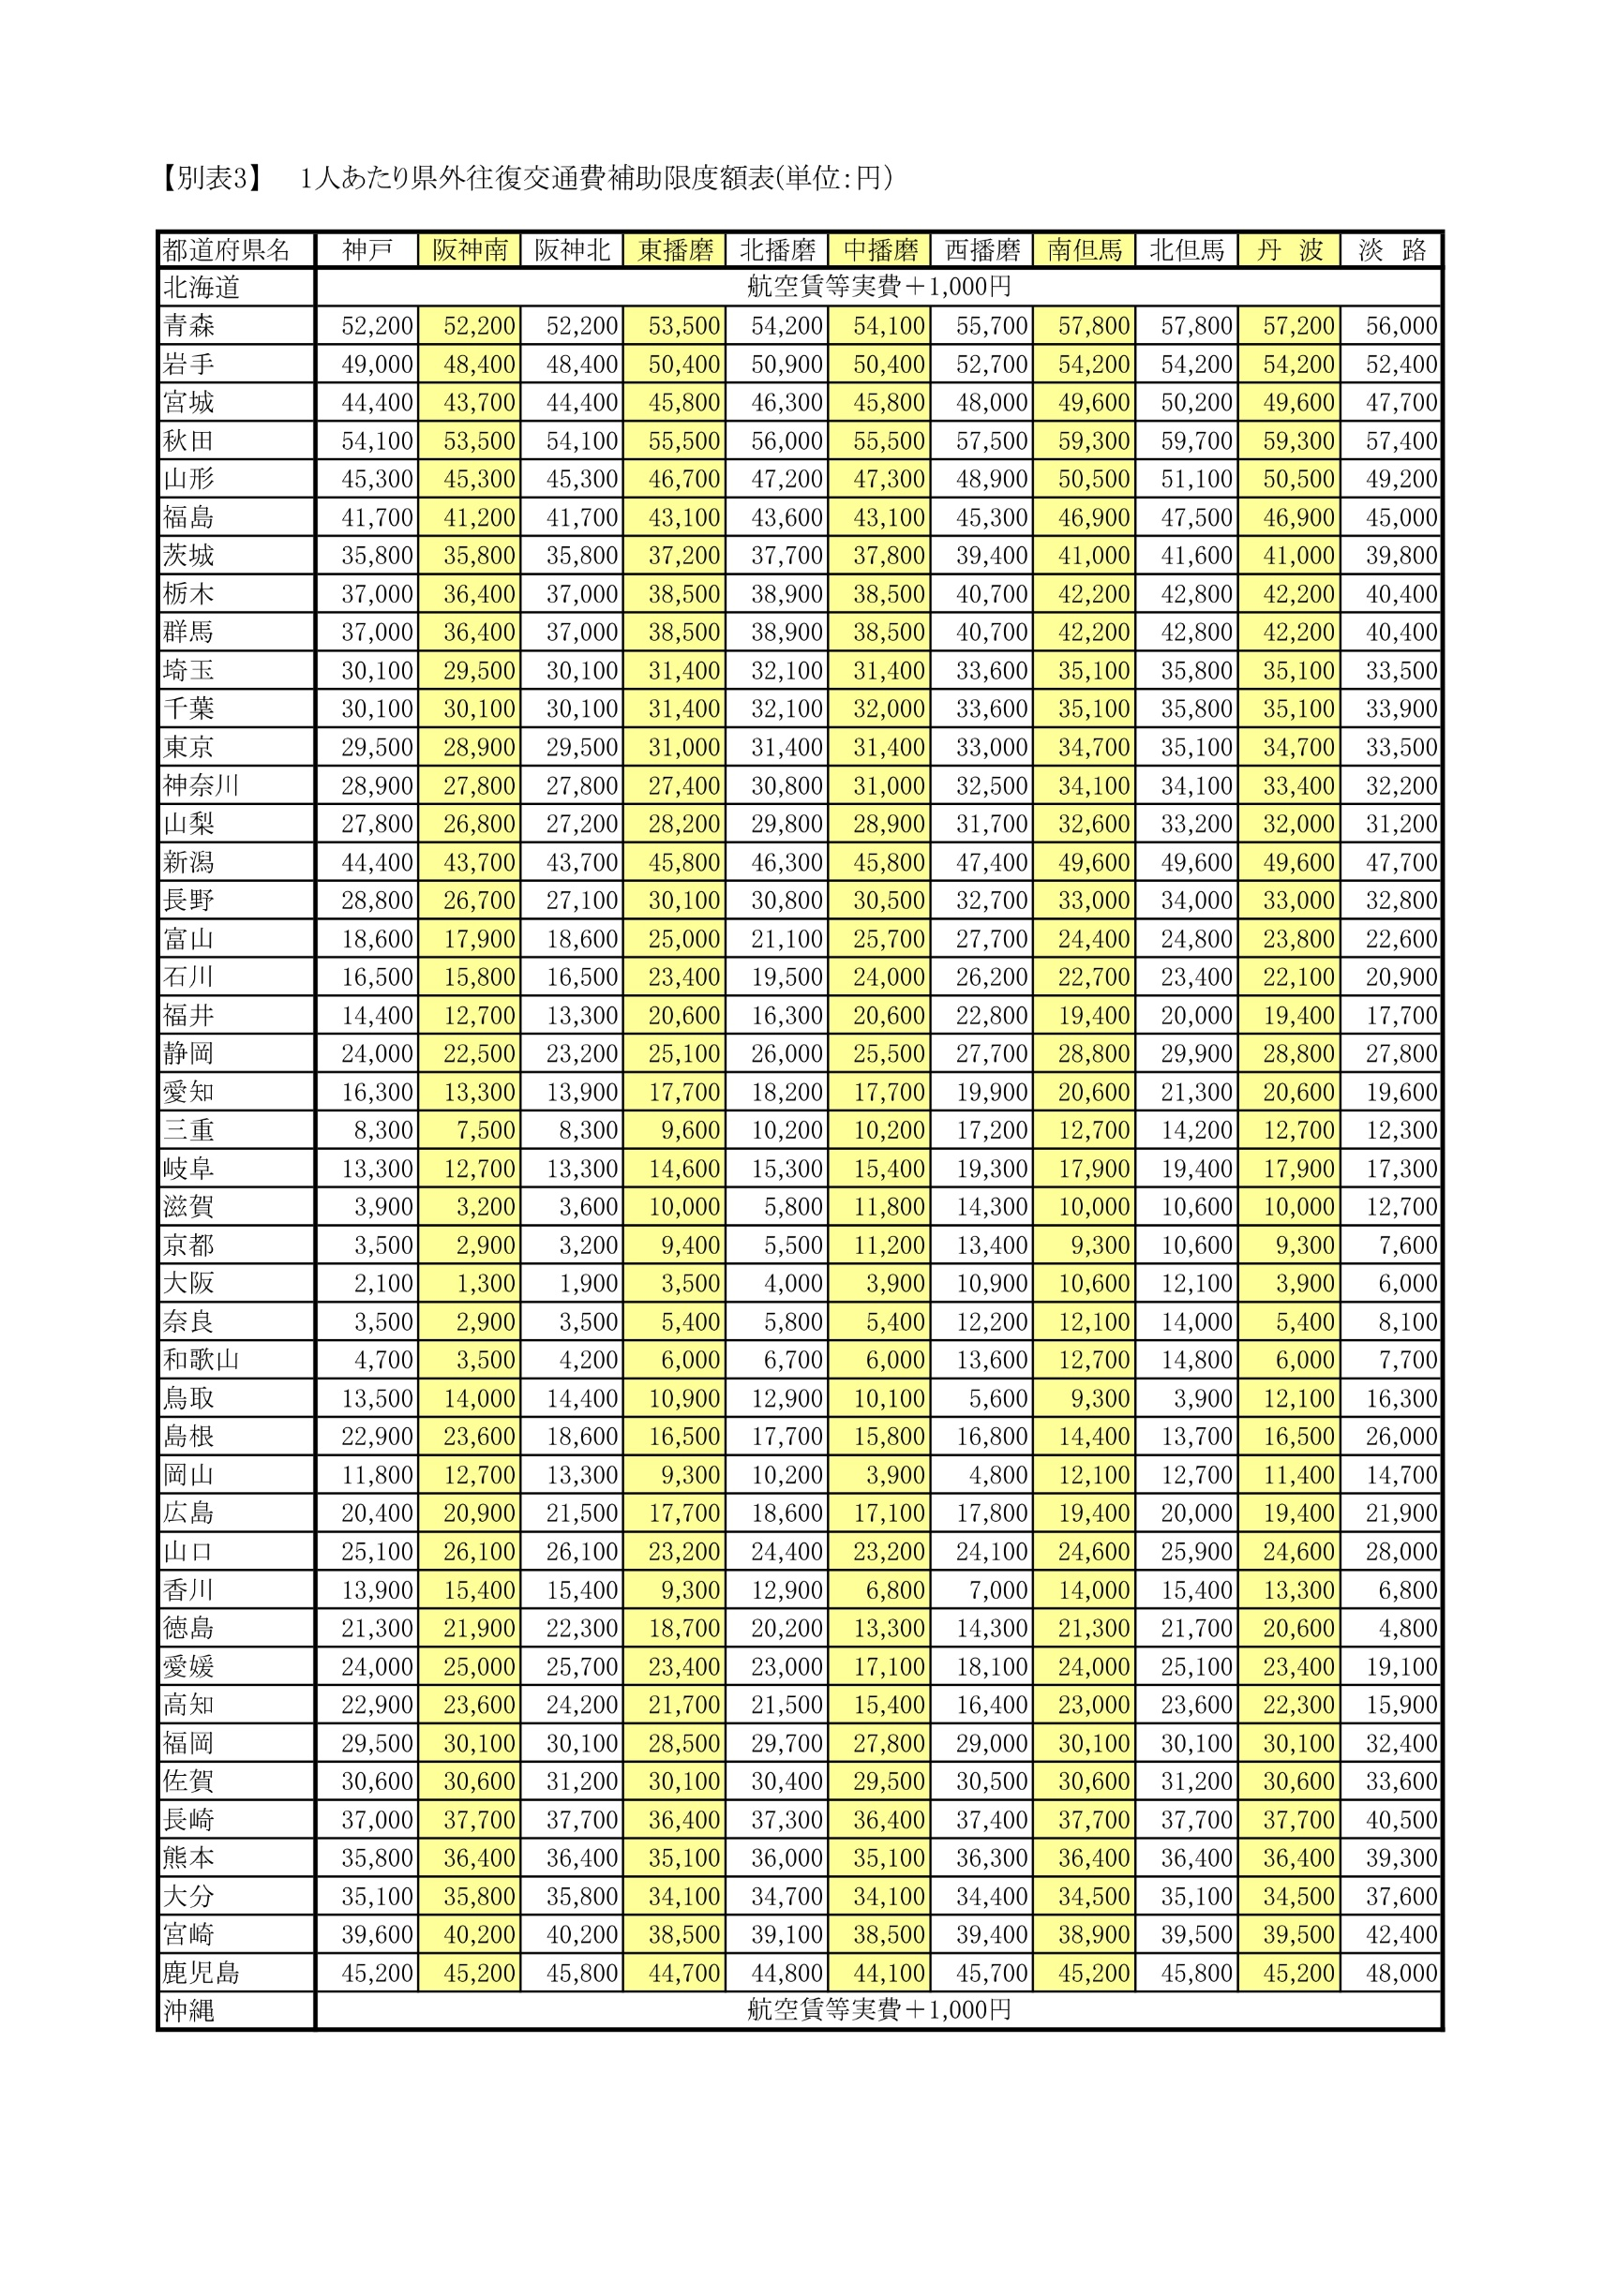 【別表3】　1人あたり県外往復交通費補助限度額表(単位:円)
都道府県名 神戸 阪神南 阪神北 東播磨 北播磨 中播磨 西播磨 南但馬 北但馬 丹 波 淡 路
北海道 航空賃等実費＋1,000円
青森 52,200 52,200 52,200 53,500 54,200 54,100 55,700 57,800 57,800 57,200 56,000
岩手 49,000 48,400 48,400 50,400 50,900 50,400 52,700 54,200 54,200 54,200 52,400
宮城 44,400 43,700 44,400 45,800 46,300 45,800 48,000 49,600 50,200 49,600 47,700
秋田 54,100 53,500 54,100 55,500 56,000 55,500 57,500 59,300 59,700 59,300 57,400
山形 45,300 45,300 45,300 46,700 47,200 47,300 48,900 50,500 51,100 50,500 49,200
福島 41,700 41,200 41,700 43,100 43,600 43,100 45,300 46,900 47,500 46,900 45,000
茨城 35,800 35,800 35,800 37,200 37,700 37,800 39,400 41,000 41,600 41,000 39,800
栃木 37,000 36,400 37,000 38,500 38,900 38,500 40,700 42,200 42,800 42,200 40,400
群馬 37,000 36,400 37,000 38,500 38,900 38,500 40,700 42,200 42,800 42,200 40,400
埼玉 30,100 29,500 30,100 31,400 32,100 31,400 33,600 35,100 35,800 35,100 33,500
千葉 30,100 30,100 30,100 31,400 32,100 32,000 33,600 35,100 35,800 35,100 33,900
東京 29,500 28,900 29,500 31,000 31,400 31,400 33,000 34,700 35,100 34,700 33,500
神奈川 28,900 27,800 27,800 27,400 30,800 31,000 32,500 34,100 34,100 33,400 32,200
山梨 27,800 26,800 27,200 28,200 29,800 28,900 31,700 32,600 33,200 32,000 31,200
新潟 44,400 43,700 43,700 45,800 46,300 45,800 47,400 49,600 49,600 49,600 47,700
長野 28,800 26,700 27,100 30,100 30,800 30,500 32,700 33,000 34,000 33,000 32,800
富山 18,600 17,900 18,600 25,000 21,100 25,700 27,700 24,400 24,800 23,800 22,600
石川 16,500 15,800 16,500 23,400 19,500 24,000 26,200 22,700 23,400 22,100 20,900
福井 14,400 12,700 13,300 20,600 16,300 20,600 22,800 19,400 20,000 19,400 17,700
静岡 24,000 22,500 23,200 25,100 26,000 25,500 27,700 28,800 29,900 28,800 27,800
愛知 16,300 13,300 13,900 17,700 18,200 17,700 19,900 20,600 21,300 20,600 19,600
三重 8,300 7,500 8,300 9,600 10,200 10,200 17,200 12,700 14,200 12,700 12,300
岐阜 13,300 12,700 13,300 14,600 15,300 15,400 19,300 17,900 19,400 17,900 17,300
滋賀 3,900 3,200 3,600 10,000 5,800 11,800 14,300 10,000 10,600 10,000 12,700
京都 3,500 2,900 3,200 9,400 5,500 11,200 13,400 9,300 10,600 9,300 7,600
大阪 2,100 1,300 1,900 3,500 4,000 3,900 10,900 10,600 12,100 3,900 6,000
奈良 3,500 2,900 3,500 5,400 5,800 5,400 12,200 12,100 14,000 5,400 8,100
和歌山 4,700 3,500 4,200 6,000 6,700 6,000 13,600 12,700 14,800 6,000 7,700
鳥取 13,500 14,000 14,400 10,900 12,900 10,100 5,600 9,300 3,900 12,100 16,300
島根 22,900 23,600 18,600 16,500 17,700 15,800 16,800 14,400 13,700 16,500 26,000
岡山 11,800 12,700 13,300 9,300 10,200 3,900 4,800 12,100 12,700 11,400 14,700
広島 20,400 20,900 21,500 17,700 18,600 17,100 17,800 19,400 20,000 19,400 21,900
山口 25,100 26,100 26,100 23,200 24,400 23,200 24,100 24,600 25,900 24,600 28,000
香川 13,900 15,400 15,400 9,300 12,900 6,800 7,000 14,000 15,400 13,300 6,800
徳島 21,300 21,900 22,300 18,700 20,200 13,300 14,300 21,300 21,700 20,600 4,800
愛媛 24,000 25,000 25,700 23,400 23,000 17,100 18,100 24,000 25,100 23,400 19,100
高知 22,900 23,600 24,200 21,700 21,500 15,400 16,400 23,000 23,600 22,300 15,900
福岡 29,500 30,100 30,100 28,500 29,700 27,800 29,000 30,100 30,100 30,100 32,400
佐賀 30,600 30,600 31,200 30,100 30,400 29,500 30,500 30,600 31,200 30,600 33,600
長崎 37,000 37,700 37,700 36,400 37,300 36,400 37,400 37,700 37,700 37,700 40,500
熊本 35,800 36,400 36,400 35,100 36,000 35,100 36,300 36,400 36,400 36,400 39,300
大分 35,100 35,800 35,800 34,100 34,700 34,100 34,400 34,500 35,100 34,500 37,600
宮崎 39,600 40,200 40,200 38,500 39,100 38,500 39,400 38,900 39,500 39,500 42,400
鹿児島 45,200 45,200 45,800 44,700 44,800 44,100 45,700 45,200 45,800 45,200 48,000
沖縄 航空賃等実費＋1,000円